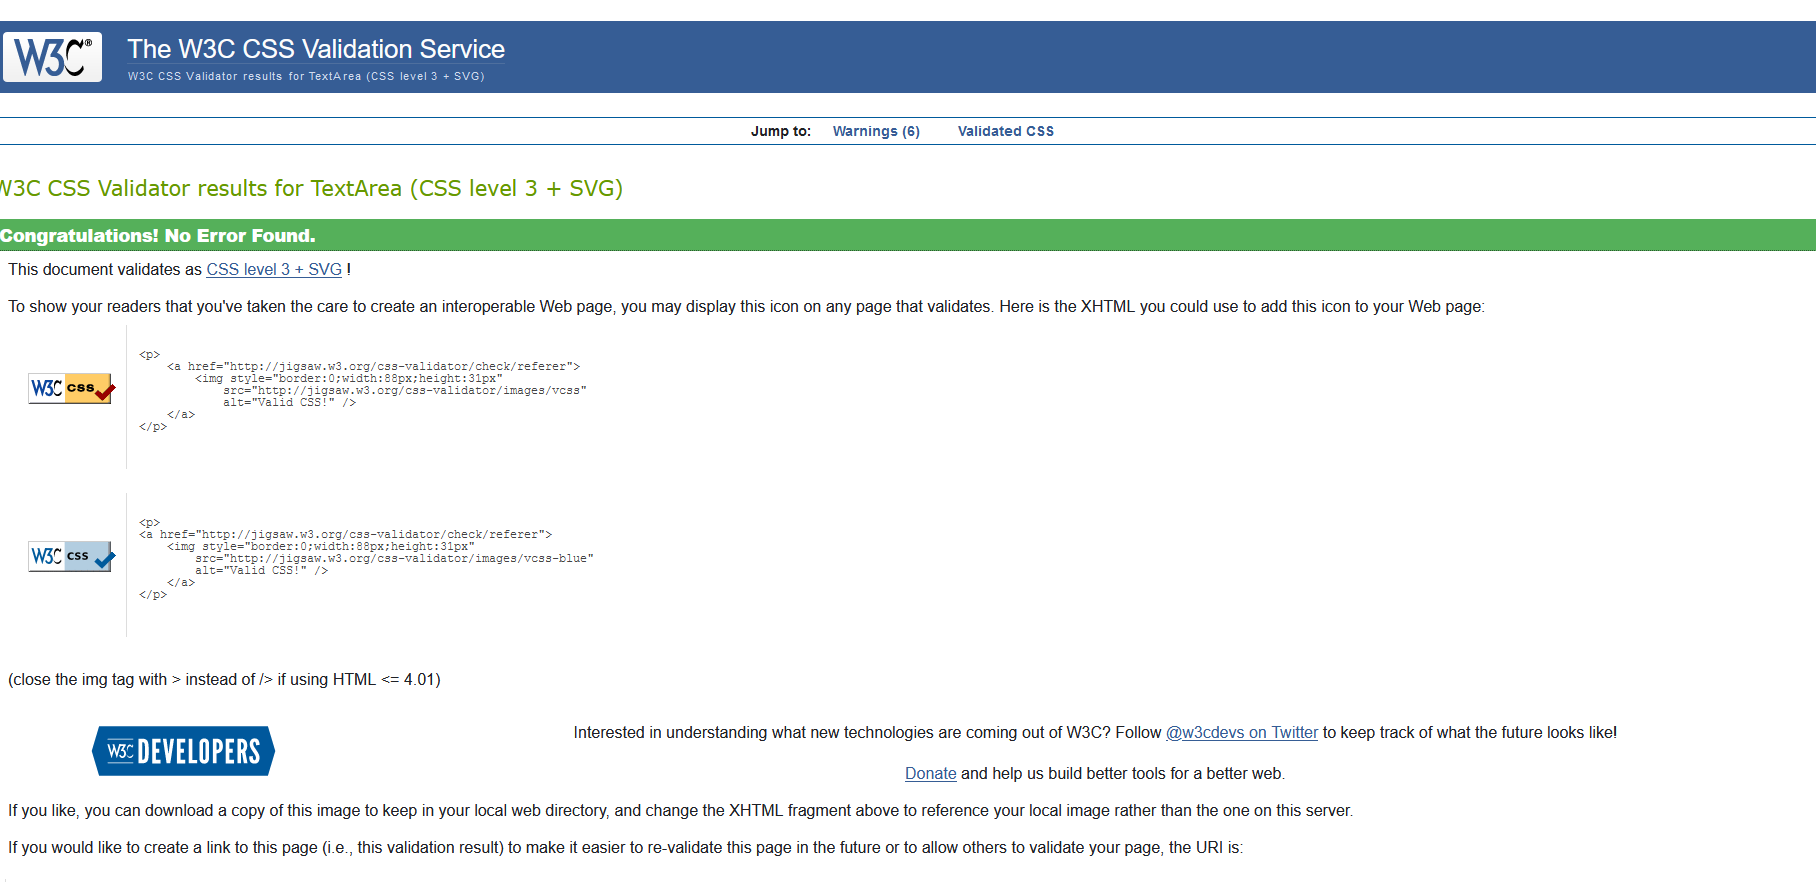 W3C®
The W3C CSS Validation Service
W3C CSS Validator results for TextArea (CSS level 3 + SVG)
Jump to: Warnings (6) Validated CSS
W3C CSS Validator results for TextArea (CSS level 3 + SVG)
Congratulations! No Error Found.
This document validates as CSS level 3 + SVG !
To show your readers that you've taken the care to create an interoperable Web page, you may display this icon on any page that validates. Here is the XHTML you could use to add this icon to your Web page:
W3C css
<p>
<a href="http://jigsaw.w3.org/css-validator/check/referer">
<img style="border:0;width:88px;height:31px"
src="http://jigsaw.w3.org/css-validator/images/vcss"
alt="Valid CSS!" />
</a>
</p>
W3C css
<p>
<a href="http://jigsaw.w3.org/css-validator/check/referer">
<img style="border:0;width:88px;height:31px"
src="http://jigsaw.w3.org/css-validator/images/vcss-blue"
alt="Valid CSS!" />
</a>
</p>
(close the img tag with > instead of /> if using HTML <= 4.01)
W3C DEVELOPERS
Interested in understanding what new technologies are coming out of W3C? Follow @w3cdevs on Twitter to keep track of what the future looks like!
Donate and help us build better tools for a better web.
If you like, you can download a copy of this image to keep in your local web directory, and change the XHTML fragment above to reference your local image rather than the one on this server.
If you would like to create a link to this page (i.e., this validation result) to make it easier to re-validate this page in the future or to allow others to validate your page, the URI is: